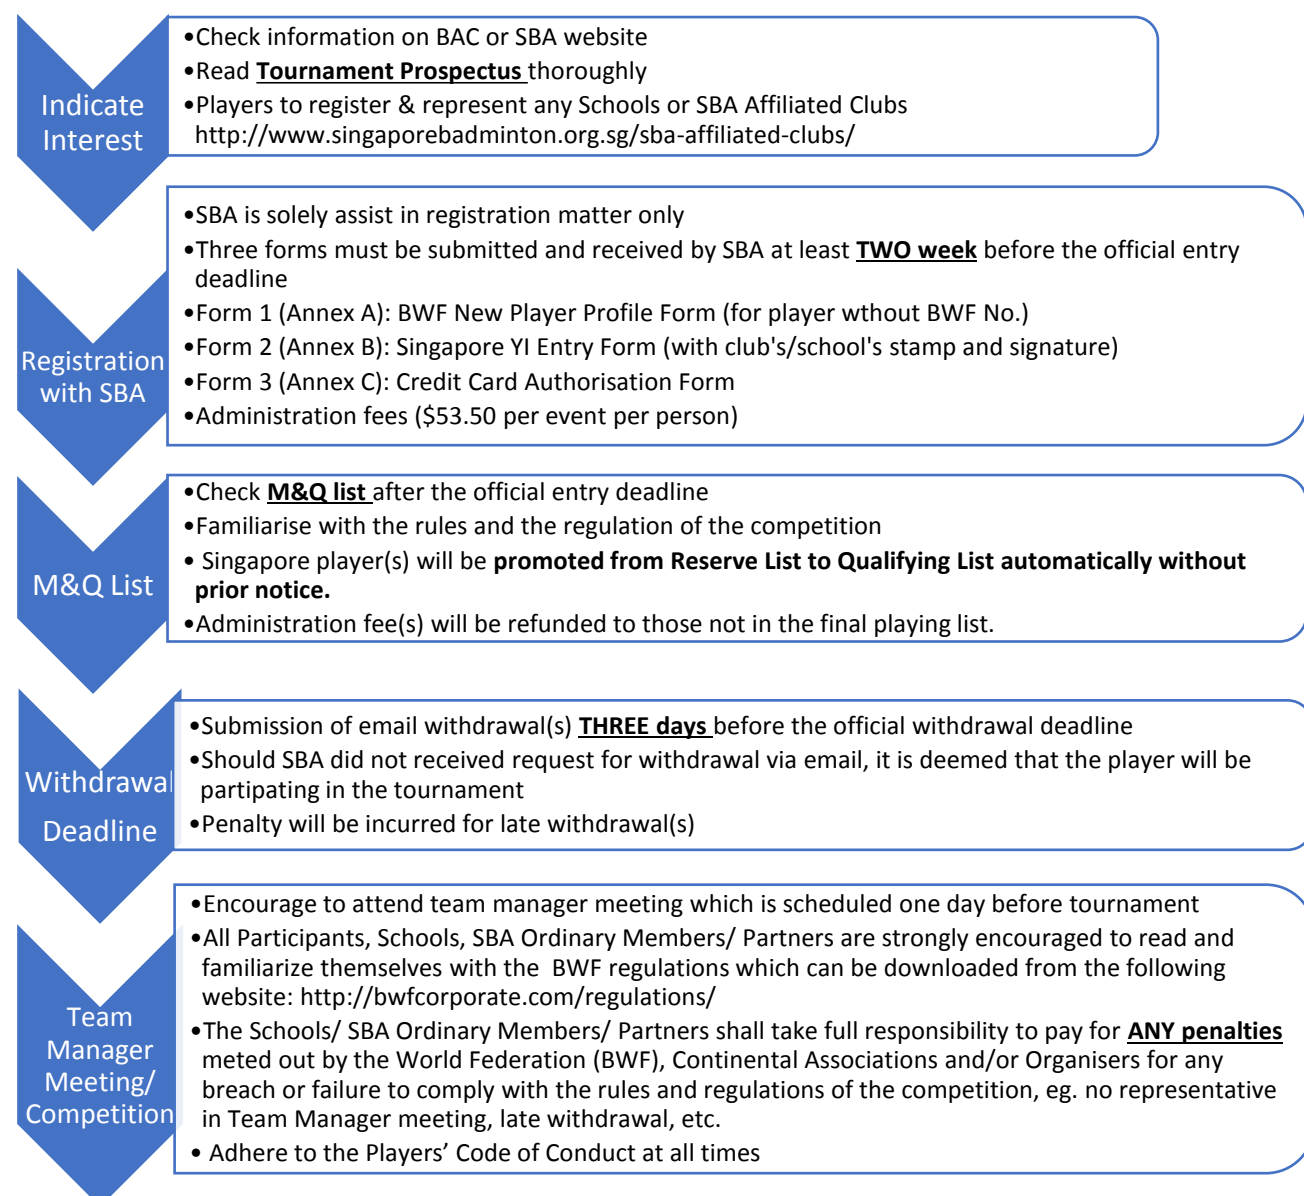 Indicate
Interest
•Check information on BAC or SBA website
•Read Tournament Prospectus thoroughly
•Players to register & represent any Schools or SBA Affiliated Clubs
http://www.singaporebadminton.org.sg/sba-affiliated-clubs/
Registration
with SBA
•SBA is solely assist in registration matter only
•Three forms must be submitted and received by SBA at least TWO week before the official entry
deadline
•Form 1 (Annex A): BWF New Player Profile Form (for player wthout BWF No.)
•Form 2 (Annex B): Singapore YI Entry Form (with club's/school's stamp and signature)
•Form 3 (Annex C): Credit Card Authorisation Form
•Administration fees ($53.50 per event per person)
M&Q List
•Check M&Q list after the official entry deadline
•Familiarise with the rules and the regulation of the competition
• Singapore player(s) will be promoted from Reserve List to Qualifying List automatically without
prior notice.
•Administration fee(s) will be refunded to those not in the final playing list.
Withdrawal
Deadline
•Submission of email withdrawal(s) THREE days before the official withdrawal deadline
•Should SBA did not received request for withdrawal via email, it is deemed that the player will be
partipating in the tournament
•Penalty will be incurred for late withdrawal(s)
Team
Manager
Meeting/
Competition
•Encourage to attend team manager meeting which is scheduled one day before tournament
•All Participants, Schools, SBA Ordinary Members/ Partners are strongly encouraged to read and
familiarize themselves with the  BWF regulations which can be downloaded from the following
website: http://bwfcorporate.com/regulations/
•The Schools/ SBA Ordinary Members/ Partners shall take full responsibility to pay for ANY penalties
meted out by the World Federation (BWF), Continental Associations and/or Organisers for any
breach or failure to comply with the rules and regulations of the competition, eg. no representative
in Team Manager meeting, late withdrawal, etc.
• Adhere to the Players’ Code of Conduct at all times